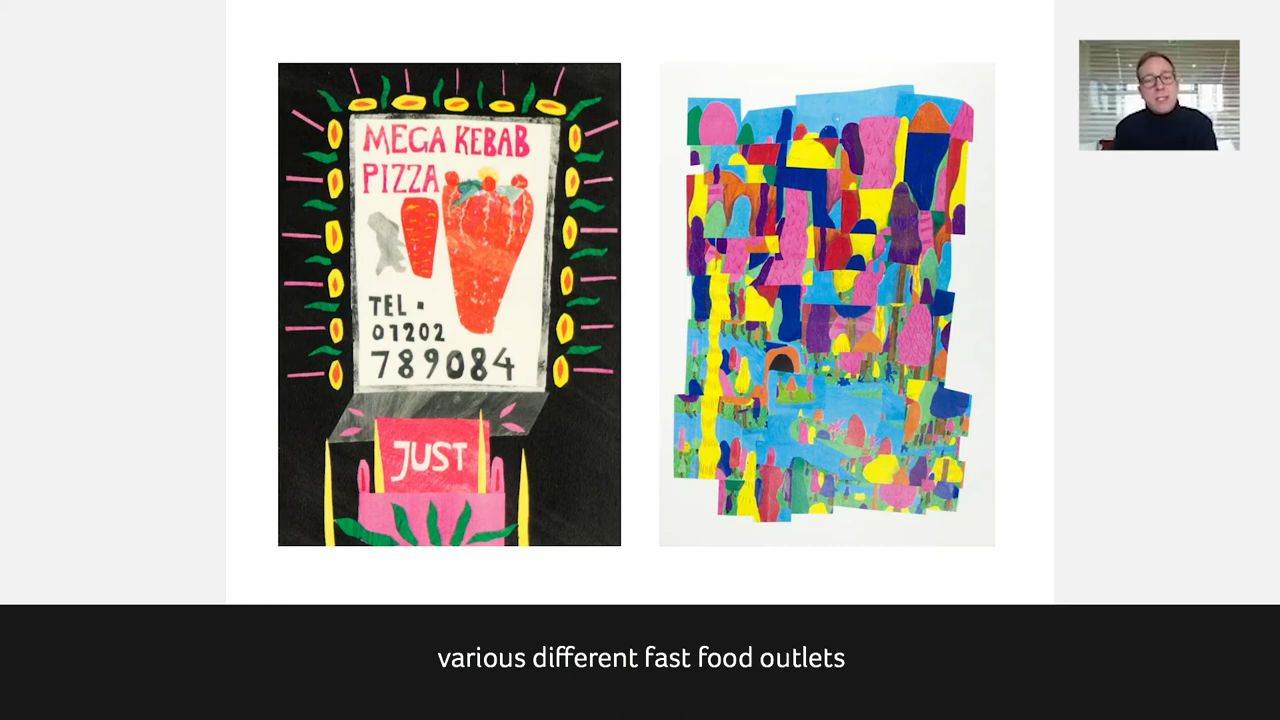 MEGA KEBAB
PIZZA
TEL.
01202
789084
JUST
various different fast food outlets